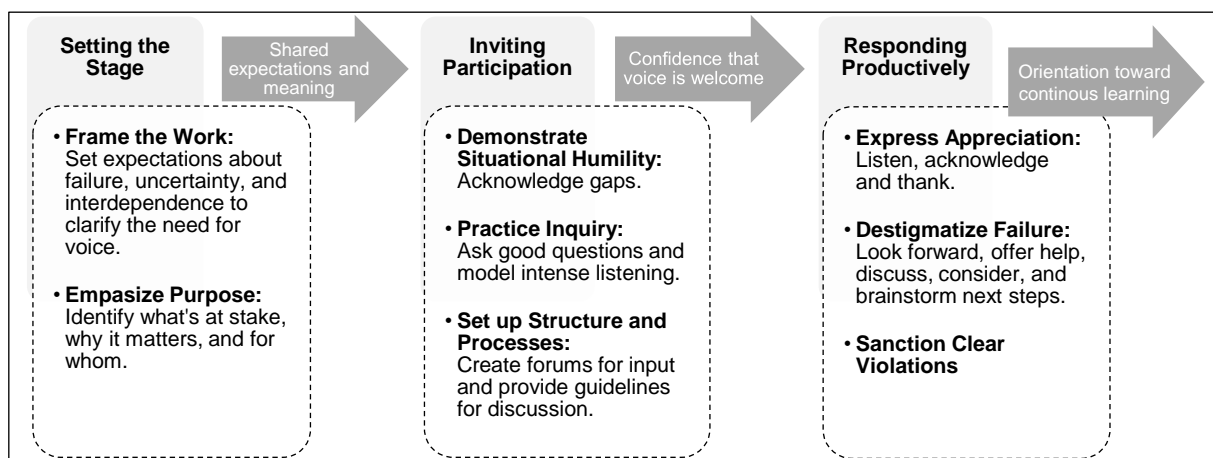 Setting the
Stage
Shared
expectations and
meaning
• Frame the Work:
Set expectations about
failure, uncertainty, and
interdependence to
clarify the need for
voice.
• Empasize Purpose:
Identify what's at stake,
why it matters, and for
whom.
Inviting
Participation
Confidence that
voice is welcome
• Demonstrate
Situational Humility:
Acknowledge gaps.
• Practice Inquiry:
Ask good questions and
model intense listening.
• Set up Structure and
Processes:
Create forums for input
and provide guidelines
for discussion.
Responding
Productively
Orientation toward
continous learning
• Express Appreciation:
Listen, acknowledge
and thank.
• Destigmatize Failure:
Look forward, offer help,
discuss, consider, and
brainstorm next steps.
• Sanction Clear
Violations